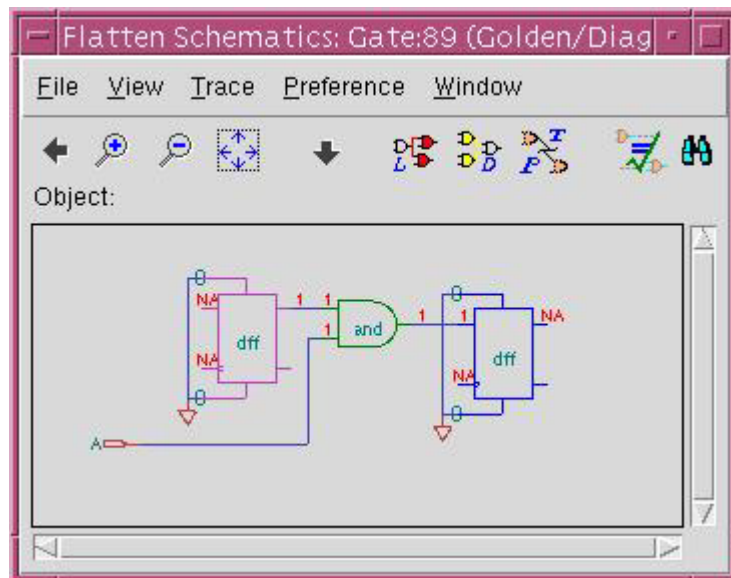 Flatten Schematics: Gate:89 (Golden/Diag
File View Trace Preference Window
L D P T
Object:
0 0
NA 1 1 1 1 NA
1
dff and dff
NA NA
0 0
A